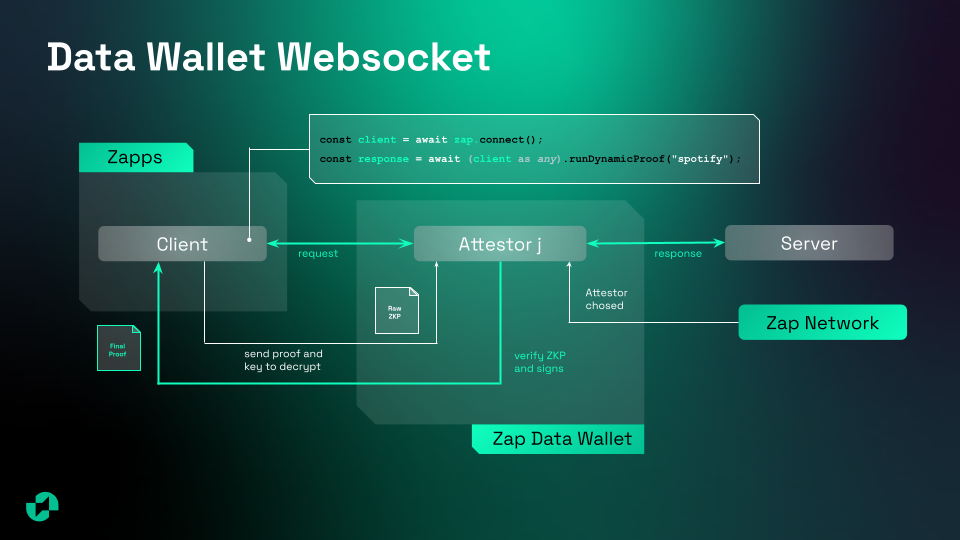 Data Wallet Websocket
const client = await zap.connect();
const response = await (client as any).runDynamicProof("spotify");
Zapps
Client
request
Attestor j
response
Server
Raw
ZKP
Attestor
chosed
Zap Network
Final
Proof
send proof and
key to decrypt
verify ZKP
and signs
Zap Data Wallet